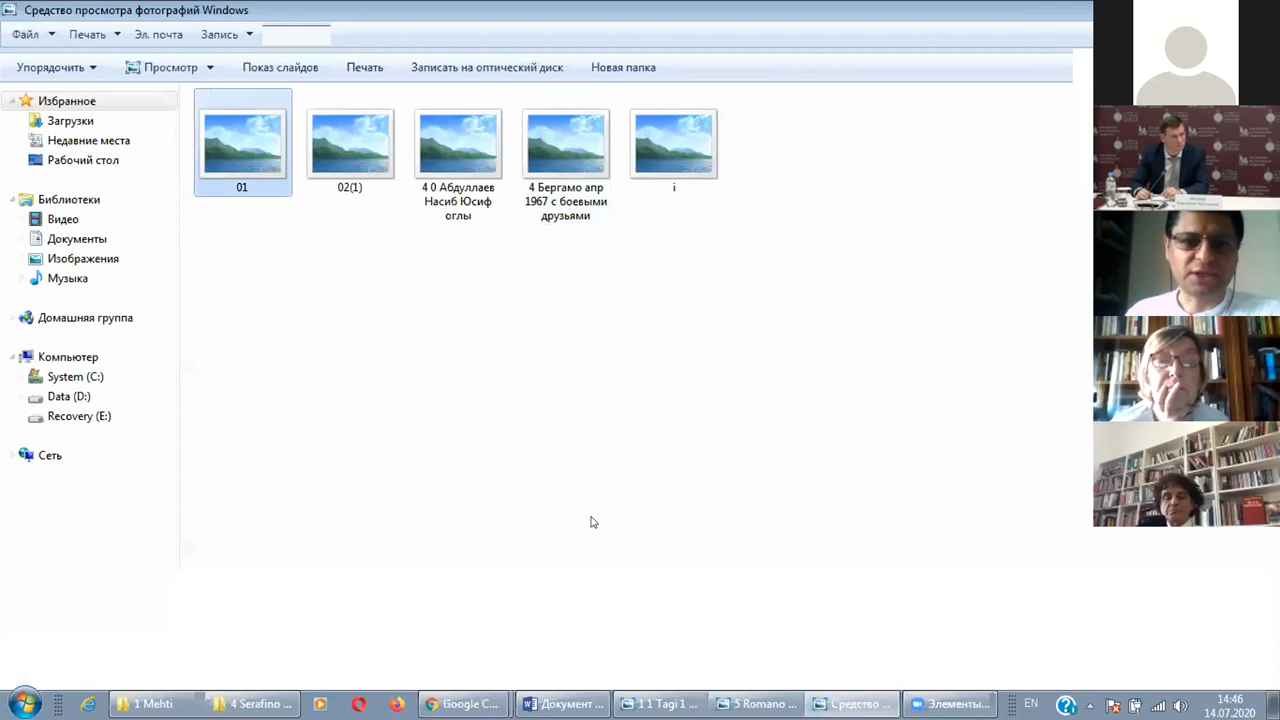 Средство просмотра фотографий Windows
Файл Печать Эл. почта Запись
Упорядочить Просмотр Показ слайдов Печать Записать на оптический диск Новая папка
Избранное
Загрузки
Недавние места
Рабочий стол
Библиотеки
Видео
Документы
Изображения
Музыка
Домашняя группа
Компьютер
System (C:)
Data (D:)
Recovery (E:)
Сеть
01
02(1)
4 0 Абдуллаев
Насиб Юсиф
оглы
4 Бергамо апр
1967 с боевыми
друзьями
i
1 Mehti
4 Serafino ...
Google C...
Документ ...
1 1 Tagi 1 ...
5 Romano ...
Средство ...
Элементы...
EN
14:46
14.07.2020